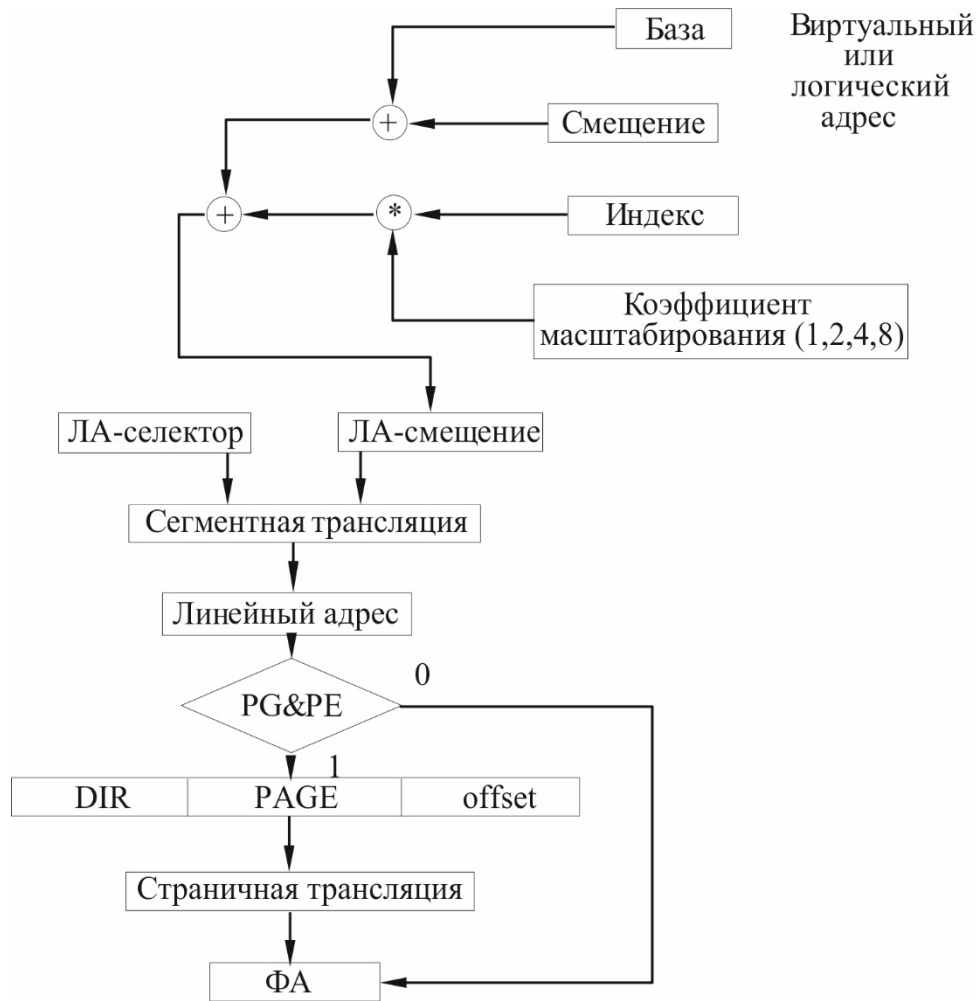 База
Виртуальный
или
логический
адрес
+
Смещение
+
*
Индекс
Коэффициент
масштабирования (1,2,4,8)
ЛА-селектор
ЛА-смещение
Сегментная трансляция
Линейный адрес
0
PG&PE
1
DIR
PAGE
offset
Страничная трансляция
ФА